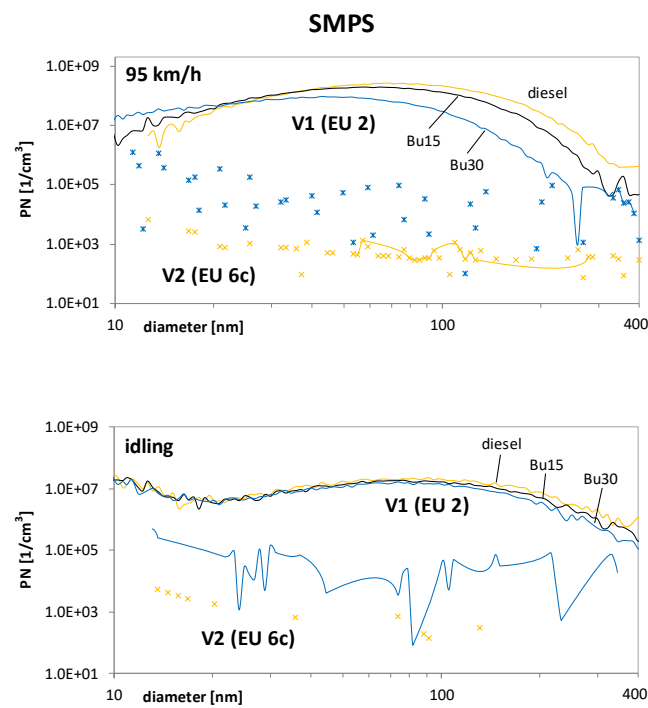 SMPS
1.0E+09
1.0E+07
1.0E+05
1.0E+03
1.0E+01
PN [1/cm³]
95 km/h
diesel
V1 (EU 2)
Bu15
Bu30
V2 (EU 6c)
10
100
400
diameter [nm]
1.0E+09
1.0E+07
1.0E+05
1.0E+03
1.0E+01
PN [1/cm³]
idling
diesel
Bu15
Bu30
V1 (EU 2)
V2 (EU 6c)
10
100
400
diameter [nm]